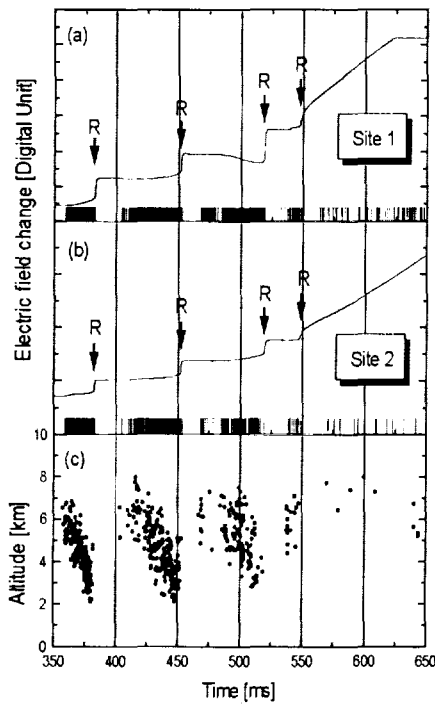 Electric field change [Digital Unit]
(a)
R
R
R
R
Site 1
(b)
R
R
R
R
Site 2
(c)
Altitude [km]
10
8
6
4
2
0
350 400 450 500 550 600 650
Time [ms]